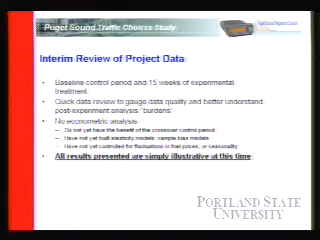 Puget Sound Traffic Choices Study
Interim Review of Project Data
• Baseline control period and 15 weeks of experimental
treatment
• Quick data review to gauge data quality and better understand
post-experiment analysis 'burdens'
• No econometric analysis
– Do not yet have the benefit of the crossover control period
– Have not yet built elasticity models, sample bias models
– Have not yet controlled for fluctuations in fuel prices, or seasonality
• All results presented are simply illustrative at this time
PORTLAND STATE
UNIVERSITY